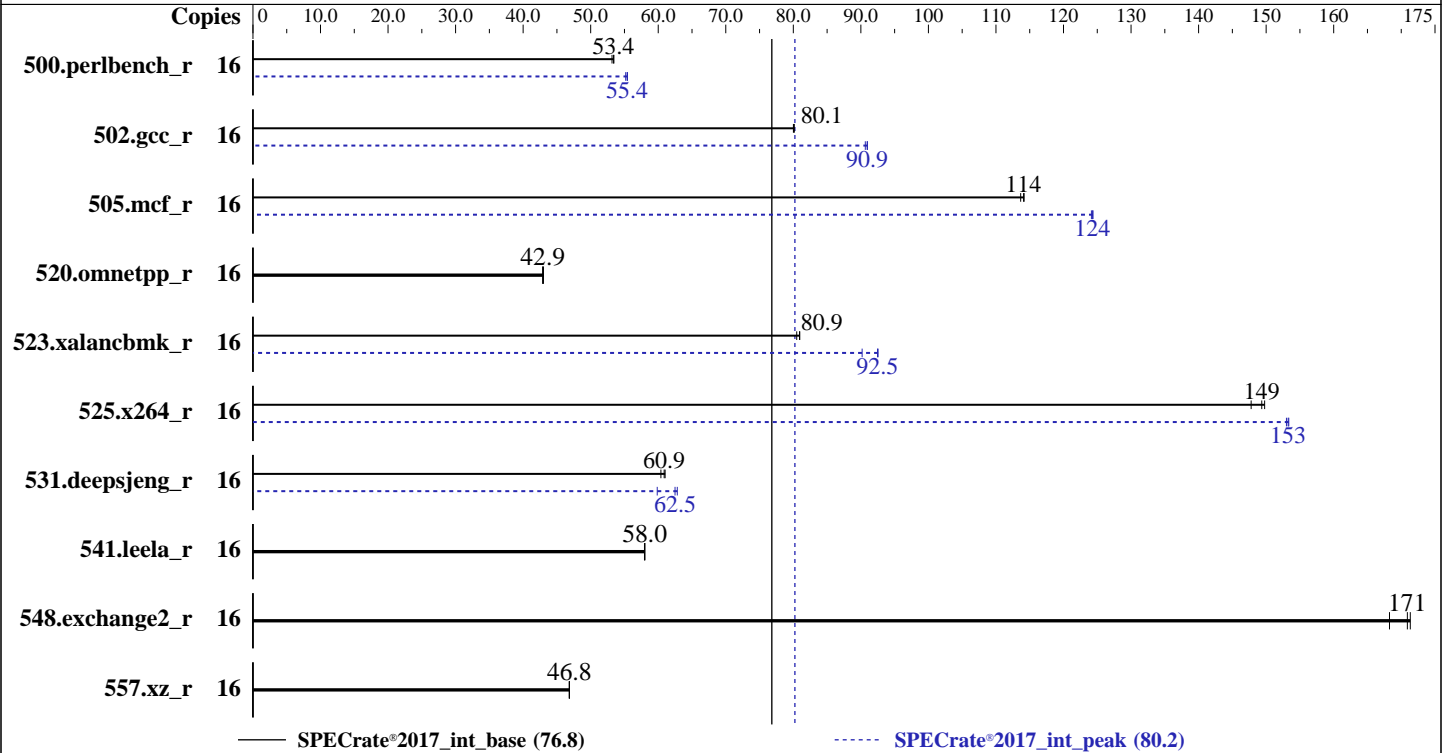 Copies 0 10.0 20.0 30.0 40.0 50.0 60.0 70.0 80.0 90.0 100 110 120 130 140 150 160 175
53.4
500.perlbench_r 16
55.4
80.1
502.gcc_r 16
90.9
114
505.mcf_r 16
124
42.9
520.omnetpp_r 16
80.9
523.xalancbmk_r 16
92.5
149
525.x264_r 16
153
60.9
531.deepsjeng_r 16
62.5
58.0
541.leela_r 16
171
548.exchange2_r 16
46.8
557.xz_r 16
SPECrate®2017_int_base (76.8) SPECrate®2017_int_peak (80.2)